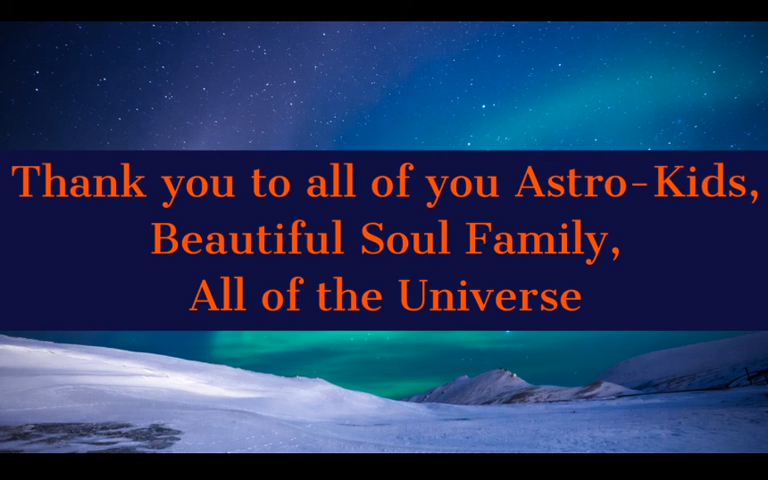 Thank you to all of you Astro-Kids,
Beautiful Soul Family,
All of the Universe